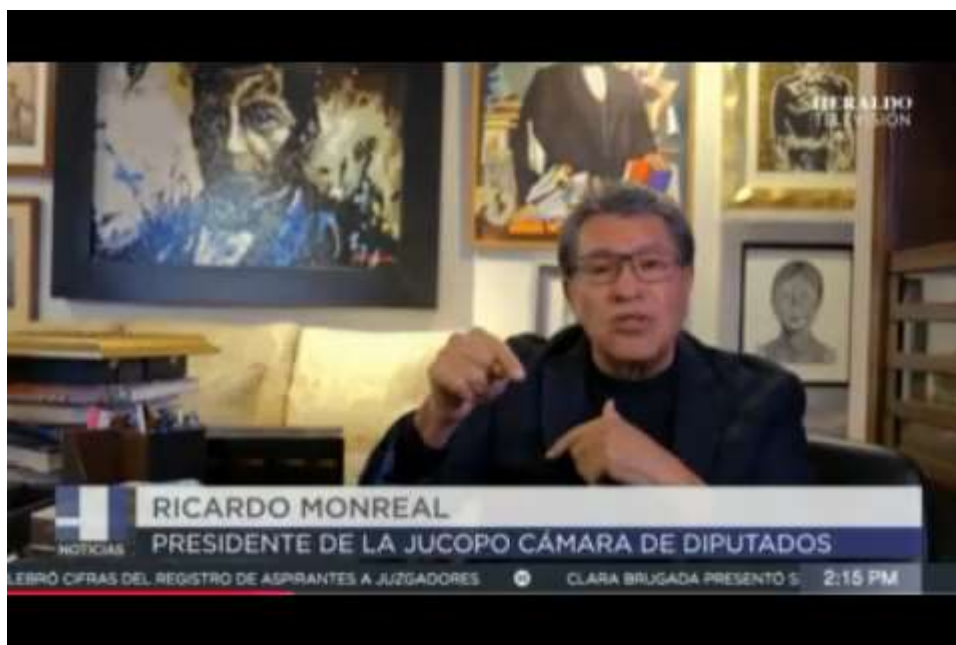 HERALDO
TELEVISIÓN
RICARDO MONREAL
NOTICIAS
PRESIDENTE DE LA JUCOPO CÁMARA DE DIPUTADOS
LEBRÓ CIFRAS DEL REGISTRO DE ASPIRANTES A JUZGADORES
CLARA BRUGADA PRESENTÓ S
2:15 PM